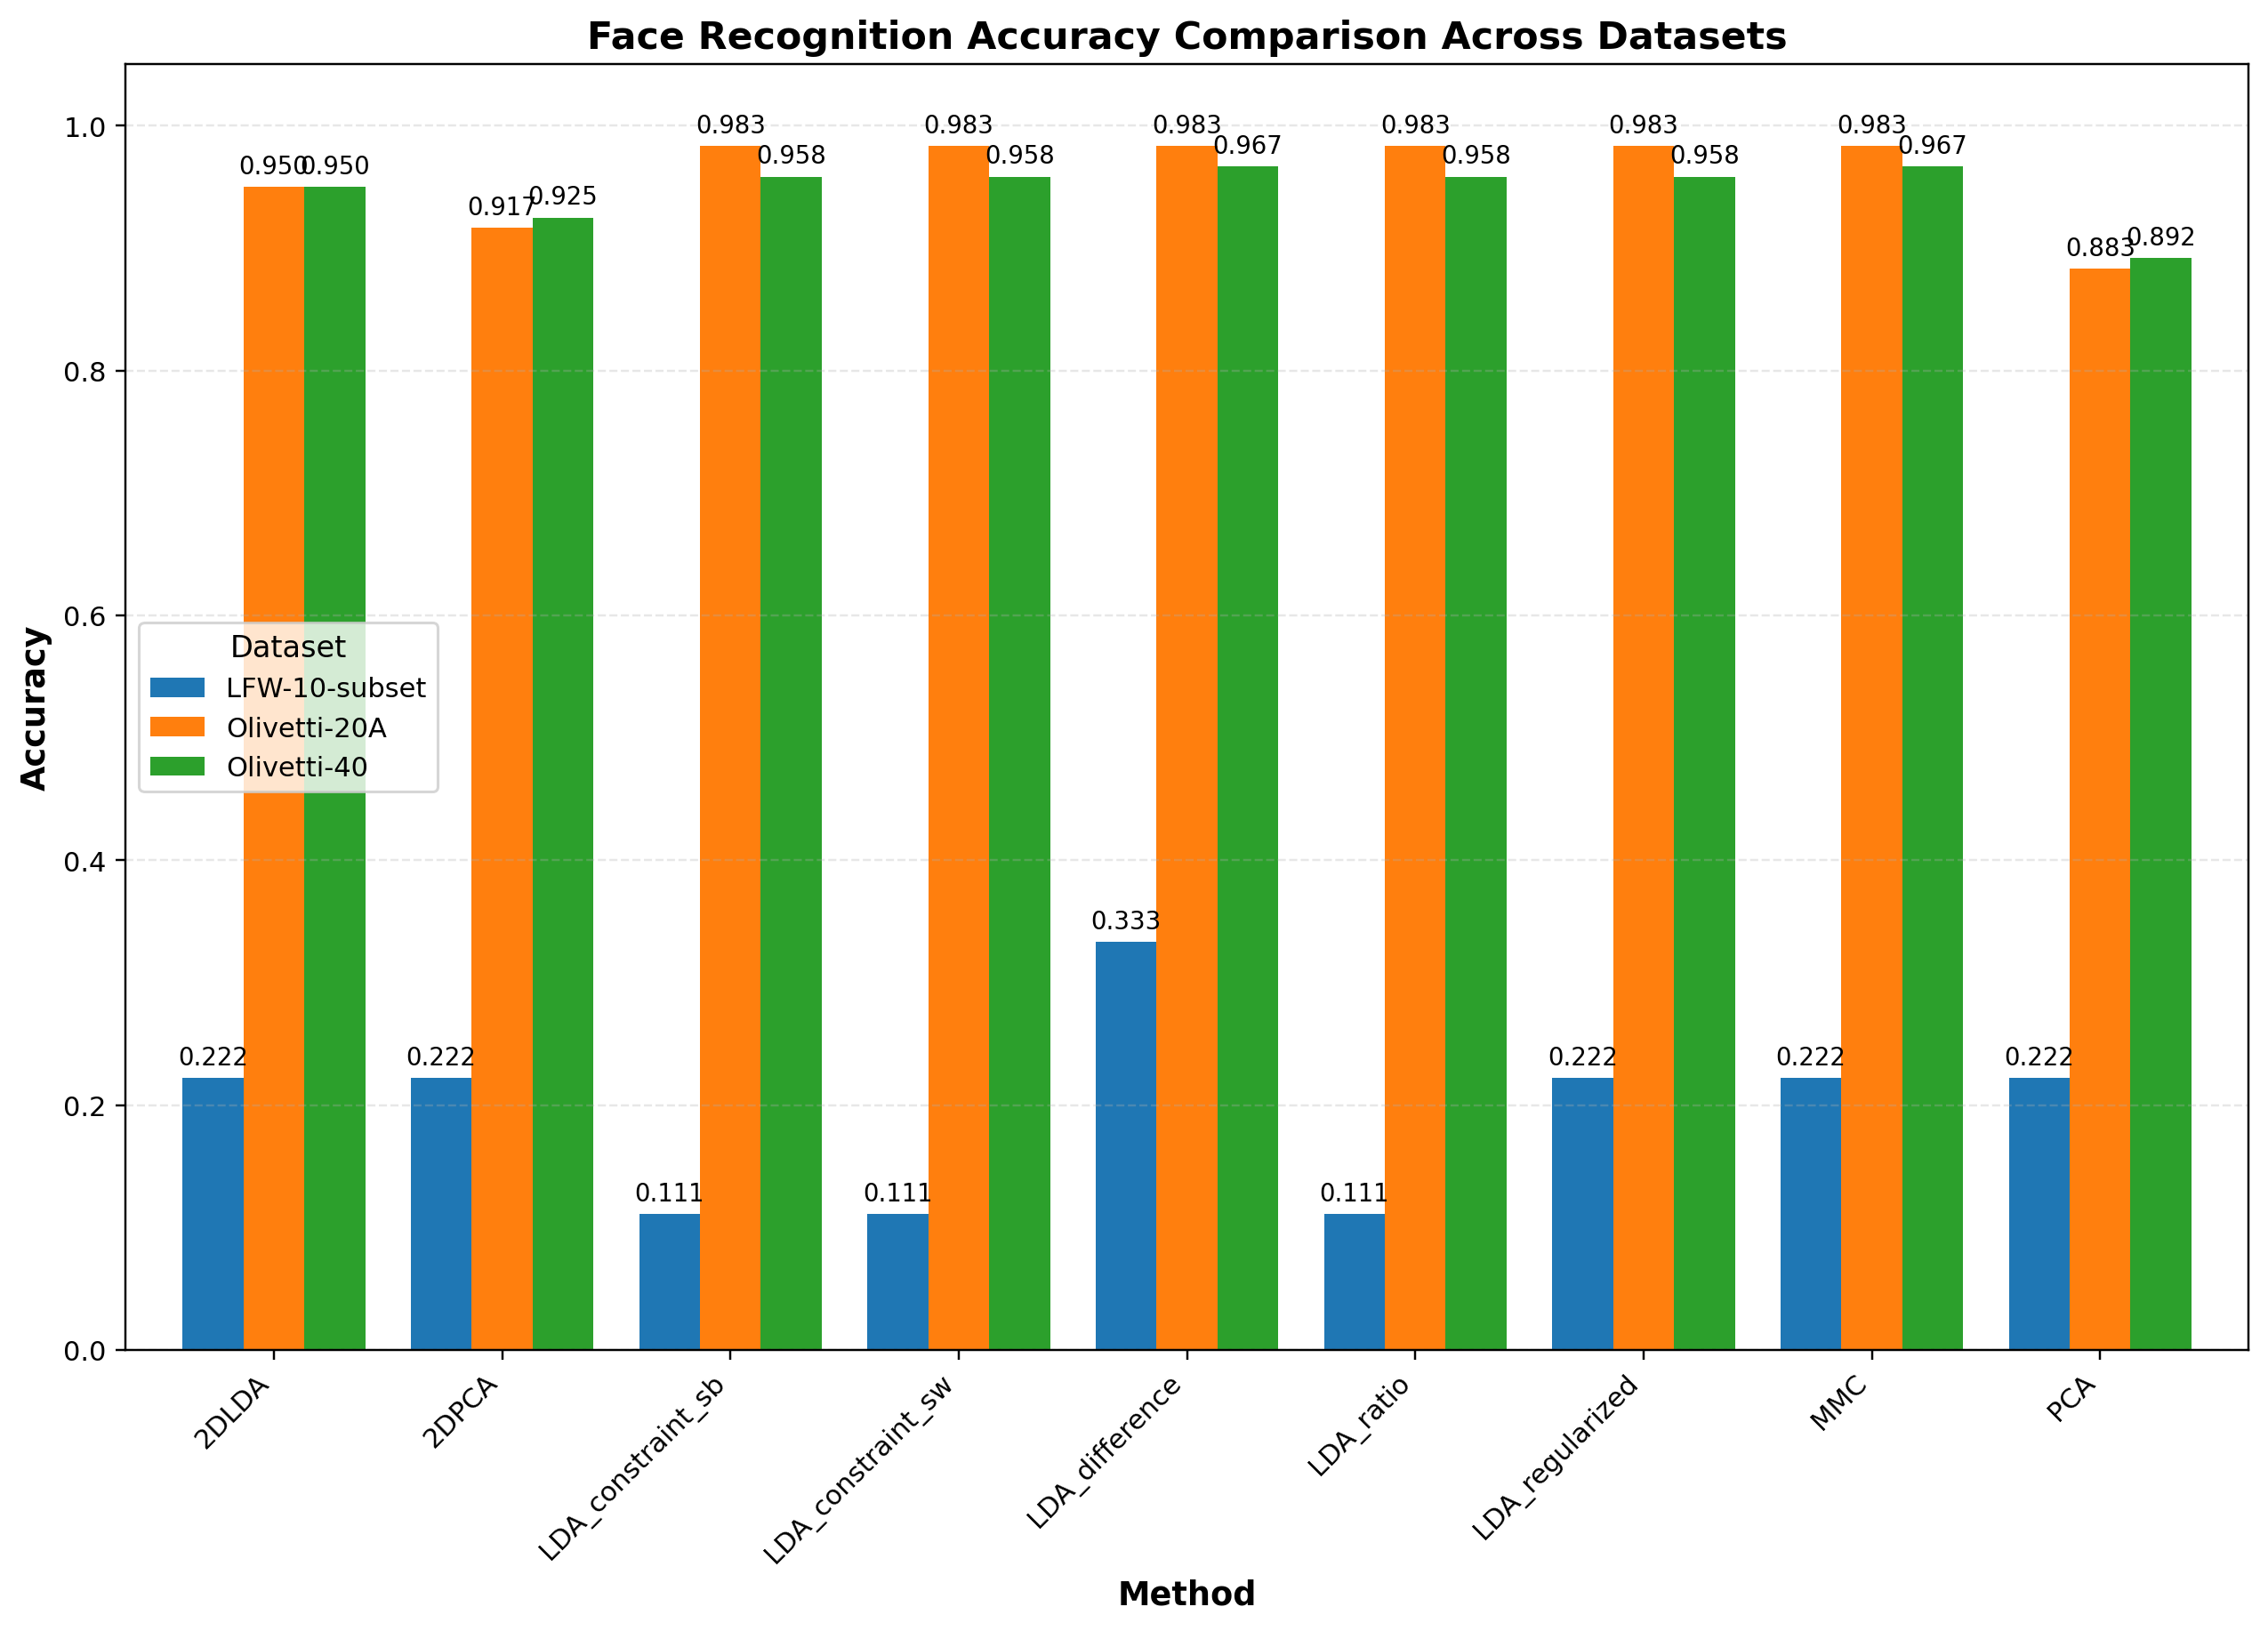 Face Recognition Accuracy Comparison Across Datasets
Accuracy
1.0
0.8
0.6
0.4
0.2
0.0
0.222
0.950
0.950
0.222
0.917
0.925
0.111
0.983
0.958
0.111
0.983
0.958
0.333
0.983
0.967
0.111
0.983
0.958
0.222
0.983
0.958
0.222
0.983
0.967
0.222
0.883
0.892
Dataset
LFW-10-subset
Olivetti-20A
Olivetti-40
2DLDA
2DPCA
LDA_constraint_sb
LDA_constraint_sw
LDA_difference
LDA_ratio
LDA_regularized
MMC
PCA
Method